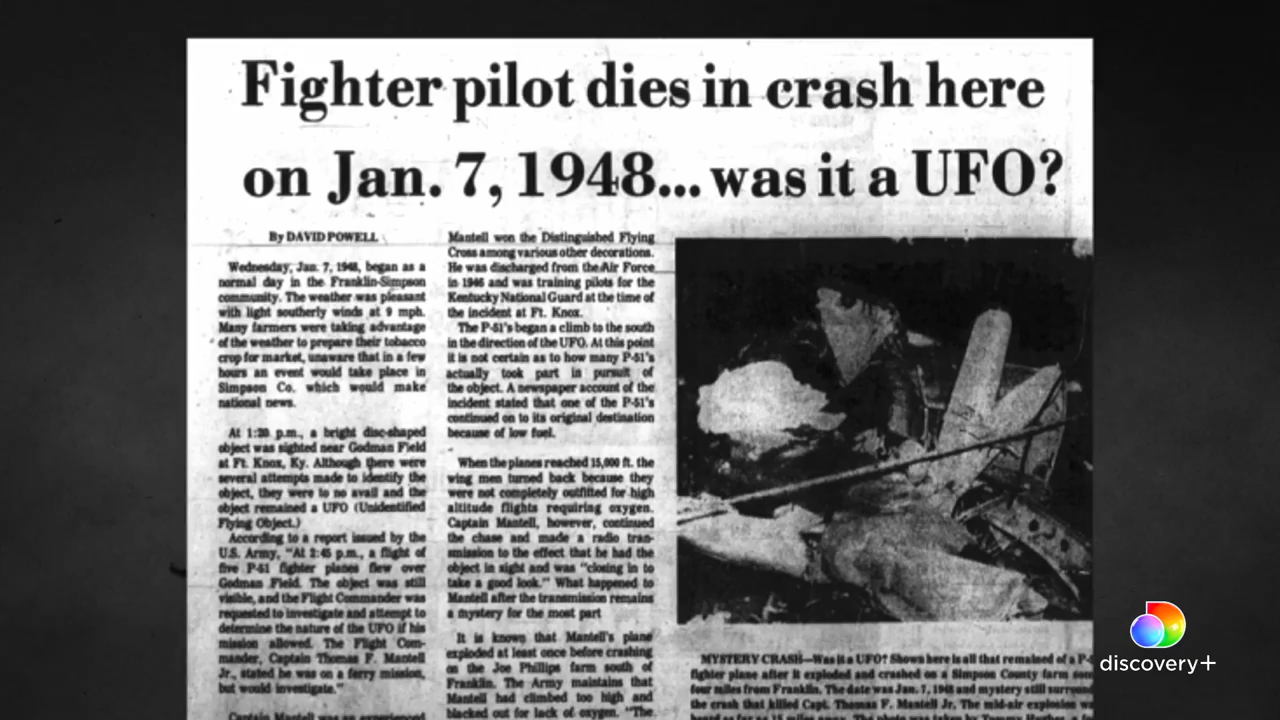 Fighter pilot dies in crash here
on Jan. 7, 1948... was it a UFO?
By DAVID POWELL
Wednesday, Jan. 7, 1948, began as a
normal day in the Franklin-Simpson
community. The weather was pleasant
with light southerly winds at 9 mph.
Many farmers were taking advantage
of the weather to prepare their tobacco
crop for market, unaware that in a few
hours an event would take place in
Simpson Co. which would make
national news.
At 1:20 p.m., a bright disc-shaped
object was sighted near Godman Field
at Ft. Knox, Ky. Although there were
several attempts made to identify the
object, they were to no avail and the
object remained a UFO (Unidentified
Flying Object.)
According to a report issued by the
U.S. Army, "At 2:45 p.m., a flight of
five P-51 fighter planes flew over
Godman Field. The object was still
visible, and the Flight Commander was
requested to investigate and attempt to
determine the nature of the UFO if his
mission allowed. The Flight Com-
mander, Captain Thomas F. Mantell
Jr., stated he was on a ferry mission,
but would investigate."
Captain Mantell was an experienced
Mantell won the Distinguished Flying
Cross among various other decorations.
He was discharged from the Air Force
in 1946 and was training pilots for the
Kentucky National Guard at the time of
the incident at Ft. Knox.
The P-51's began a climb to the south
in the direction of the UFO. At this point
it is not certain as to how many P-51's
actually took part in pursuit of
the object. A newspaper account of the
incident stated that one of the P-51's
continued on to its original destination
because of low fuel.
When the planes reached 15,000 ft. the
wing men turned back because they
were not completely outfitted for high
altitude flights requiring oxygen.
Captain Mantell, however, continued
the chase and made a radio tran-
smission to the effect that he had the
object in sight and was "closing in to
take a good look." What happened to
Mantell after the transmission remains
a mystery for the most part
It is known that Mantell's plane
exploded at least once before crashing
on the Joe Phillips farm south of
Franklin. The Army maintains that
Mantell had climbed too high and
blacked out for lack of oxygen. "The
MYSTERY CRASH—Was it a UFO? Shown here is all that remained of a P-
fighter plane after it exploded and crashed on a Simpson County farm
four miles from Franklin. The date was Jan. 7, 1948 and mystery still
the crash that killed Capt. Thomas F. Mantell Jr. The mid-air explosion
heard as far as 15 miles away. The photo was taken by Tommy
discovery+